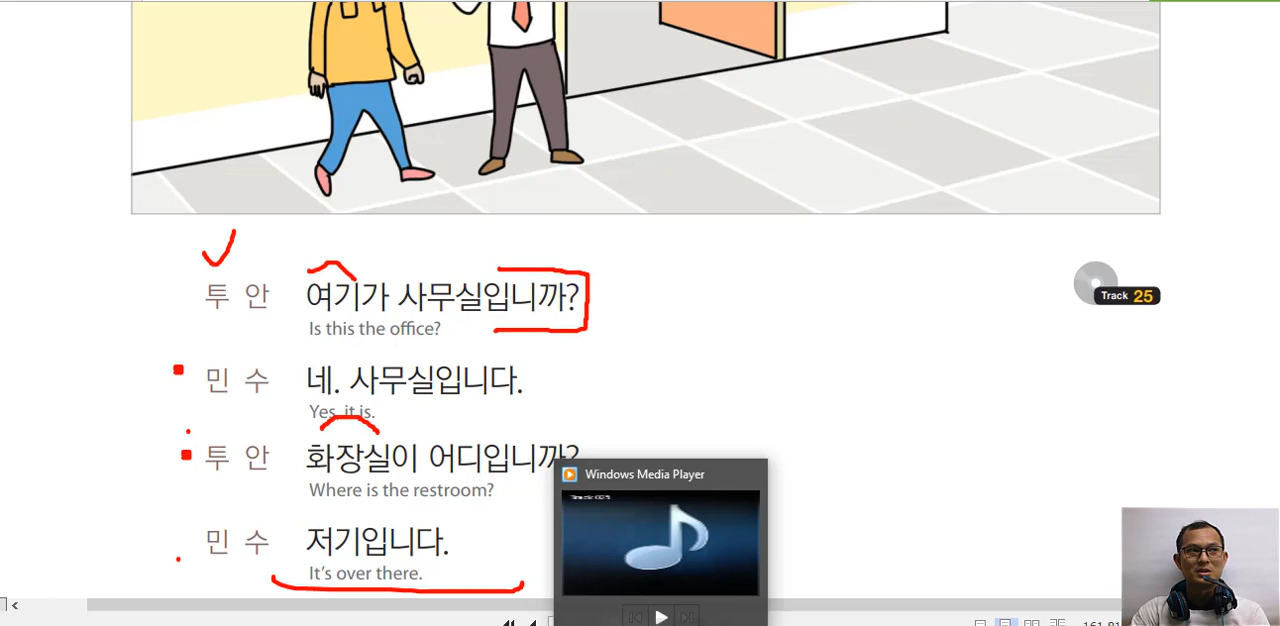 투 안 여기가 사무실입니까?
Is this the office?
Track 25
민 수 네. 사무실입니다.
Yes, it is.
투 안 화장실이 어디입니까?
Where is the restroom?
Windows Media Player
민 수 저기입니다.
It's over there.